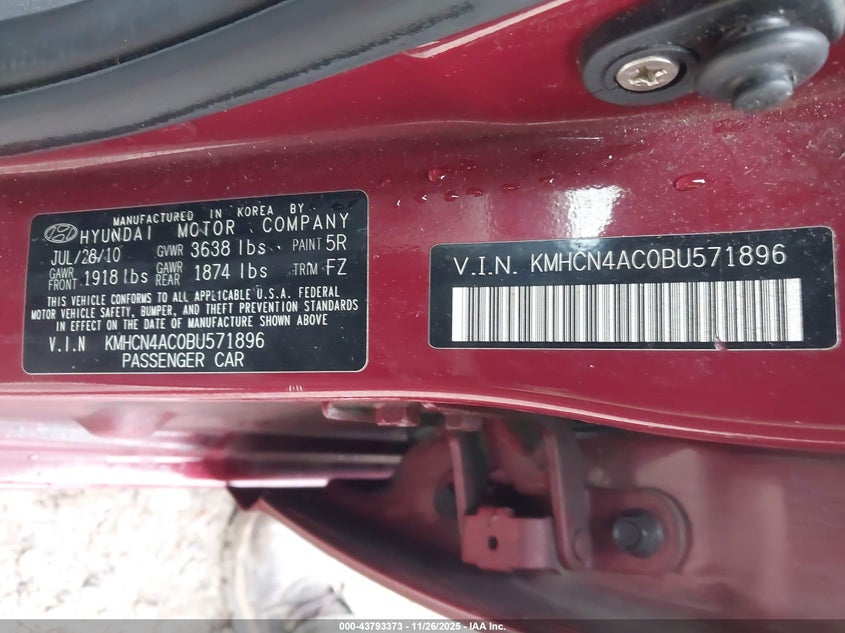 MANUFACTURED IN KOREA BY
HYUNDAI MOTOR COMPANY
JUL/28/10 GVWR 3638 lbs PAINT 5R
GAWR FRONT 1918 lbs GAWR REAR 1874 lbs TRIM FZ
THIS VEHICLE CONFORMS TO ALL APPLICABLE U.S.A. FEDERAL
MOTOR VEHICLE SAFETY, BUMPER, AND THEFT PREVENTION STANDARDS
IN EFFECT ON THE DATE OF MANUFACTURE SHOWN ABOVE
V.I.N KMHCN4AC0BU571896
PASSENGER CAR
V.I.N. KMHCN4AC0BU571896
000-43793373 - 11/26/2025 - IAA Inc.